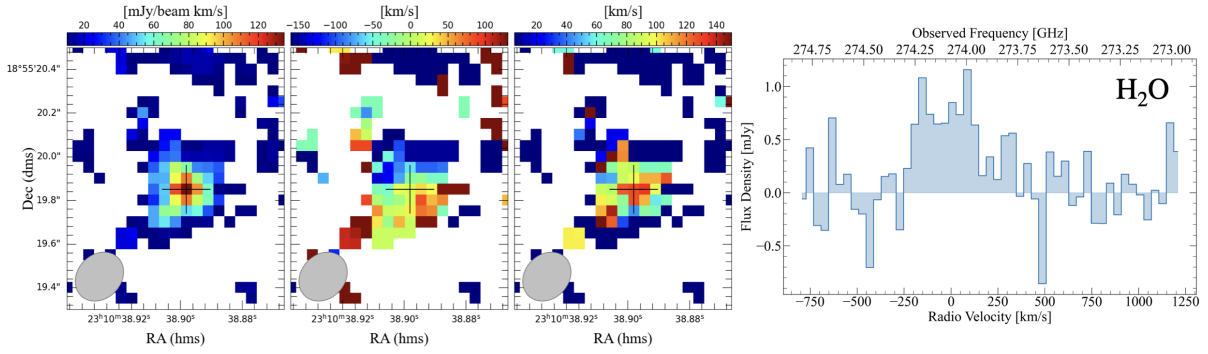 [mJy/beam km/s]
20 40 60 80 100 120
[km/s]
−150 −100 −50 0 50 100
[km/s]
20 40 60 80 100 120 140
18°55'20.4"
20.2"
20.0"
19.8"
19.6"
19.4"
Dec (dms)
23h10m38.92s 38.90s 38.88s
RA (hms)
23h10m38.92s 38.90s 38.88s
RA (hms)
23h10m38.92s 38.90s 38.88s
RA (hms)
Observed Frequency [GHz]
274.75 274.50 274.25 274.00 273.75 273.50 273.25 273.00
H₂O
1.0
0.5
0.0
−0.5
Flux Density [mJy]
−750 −500 −250 0 250 500 750 1000 1250
Radio Velocity [km/s]